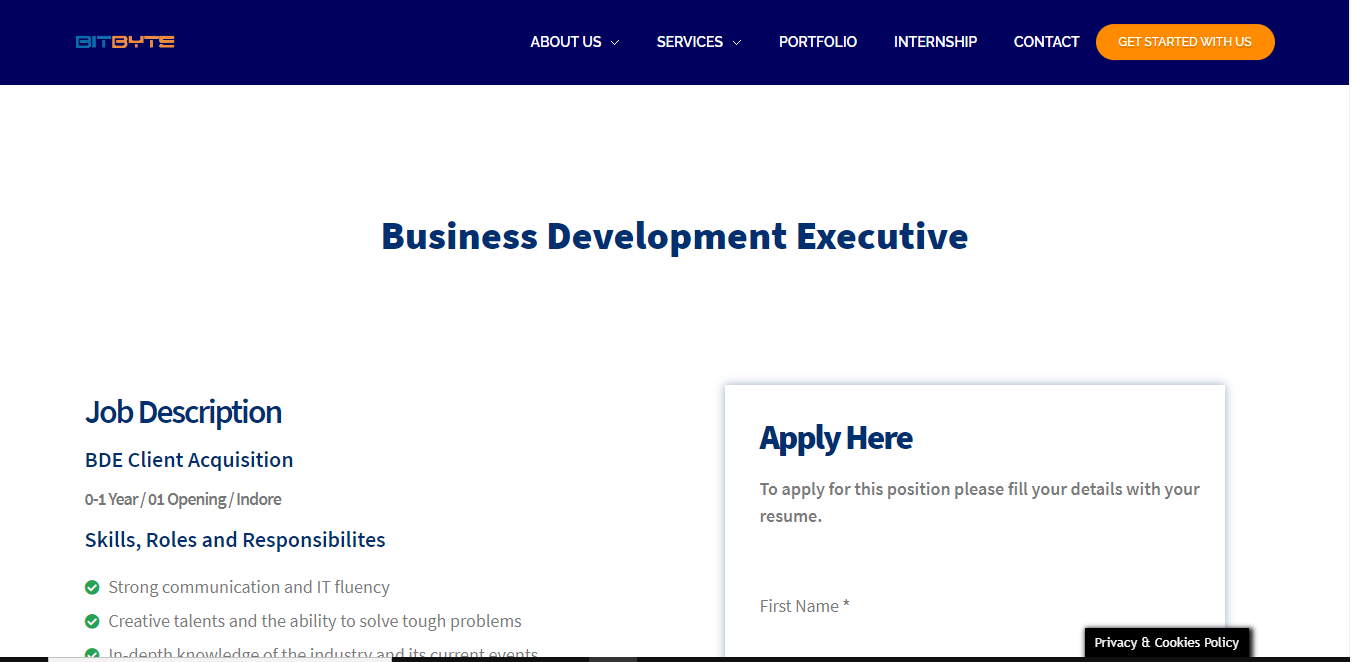 BITBYTE
ABOUT US SERVICES PORTFOLIO INTERNSHIP CONTACT GET STARTED WITH US
Business Development Executive
Job Description
BDE Client Acquisition
0-1 Year / 01 Opening / Indore
Skills, Roles and Responsibilites
Strong communication and IT fluency
Creative talents and the ability to solve tough problems
In-depth knowledge of the industry and its current events
Apply Here
To apply for this position please fill your details with your
resume.
First Name *
Privacy & Cookies Policy